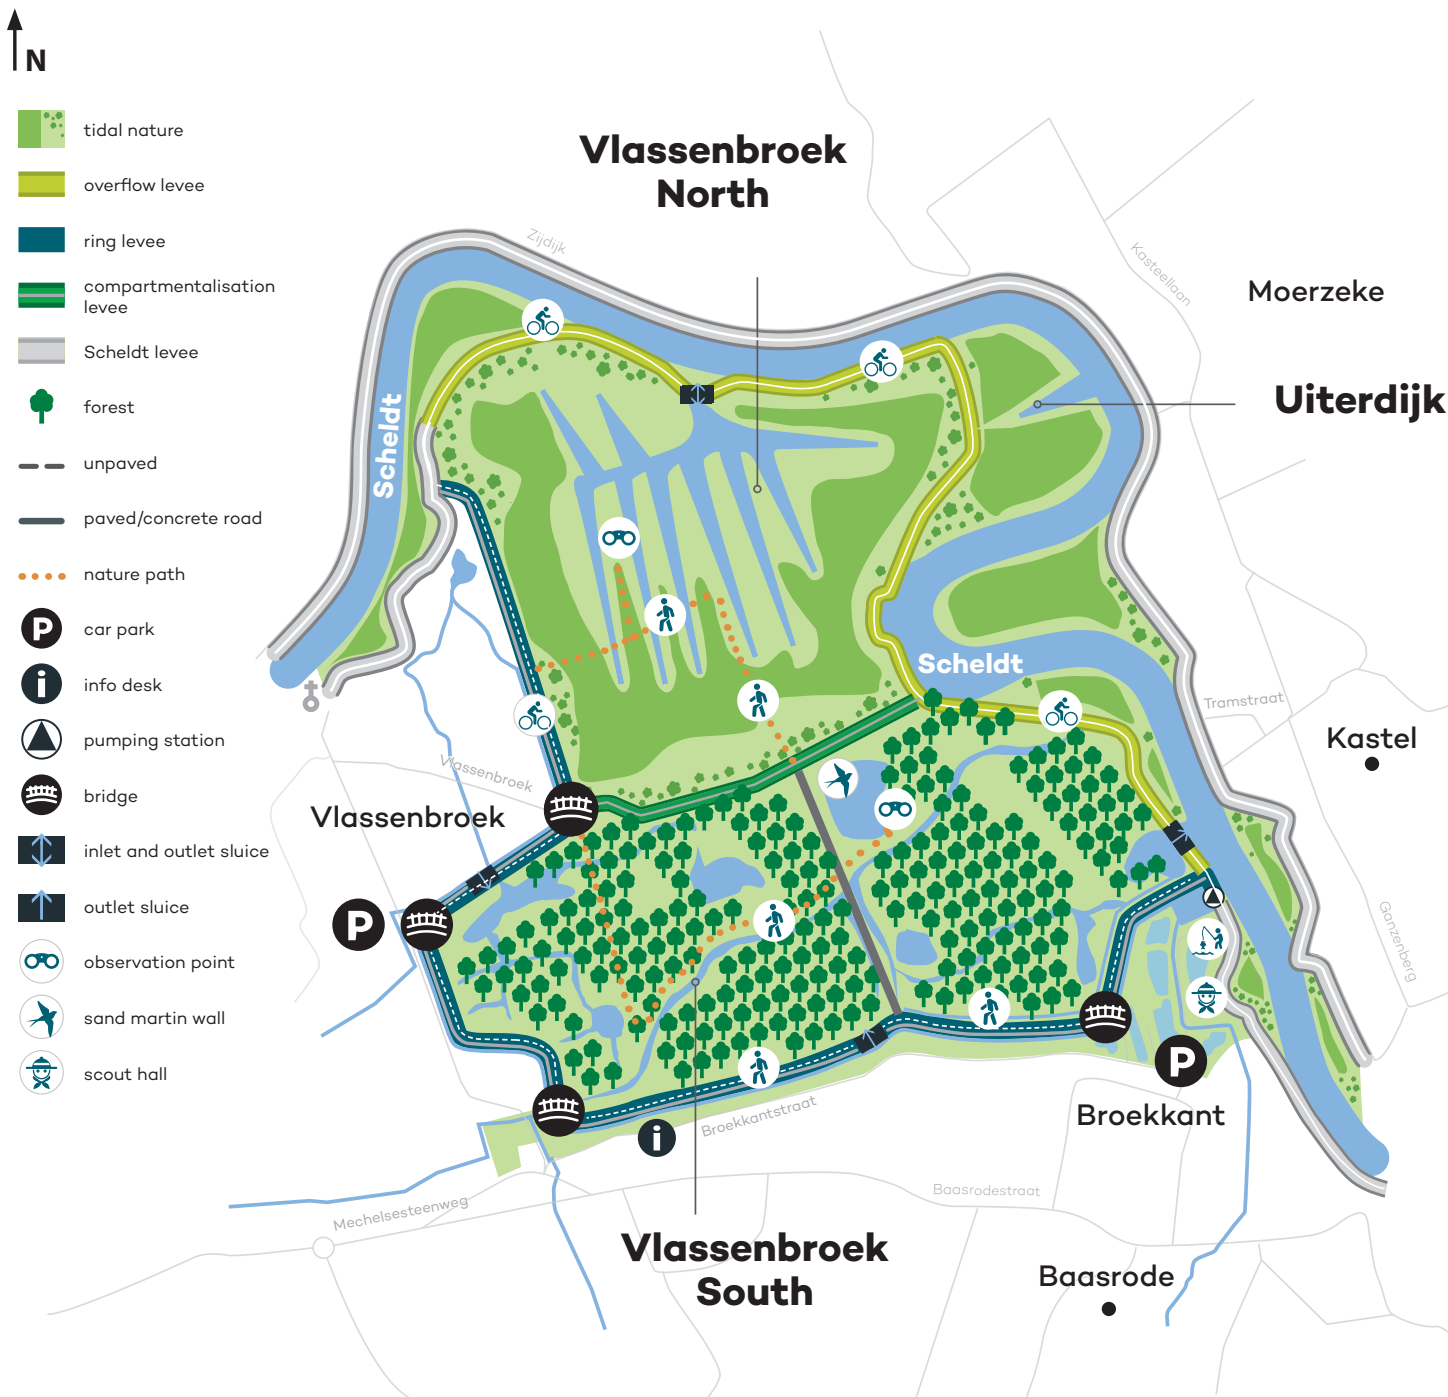 N
tidal nature
overflow levee
ring levee
compartmentalisation
levee
Scheldt levee
forest
unpaved
paved/concrete road
nature path
P
car park
i
info desk
pumping station
bridge
inlet and outlet sluice
outlet sluice
observation point
sand martin wall
scout hall
Vlassenbroek
North
Zijdijk
Kasteellaan
Moerzeke
Uiterdijk
Scheldt
Scheldt
Tramstraat
Kastel
Vlassenbroek
Vlassenbroek
P
Ganzenberg
P
Broekkant
Broekkantstraat
i
Mechelsesteenweg
Baasrodestraat
Vlassenbroek
South
Baasrode